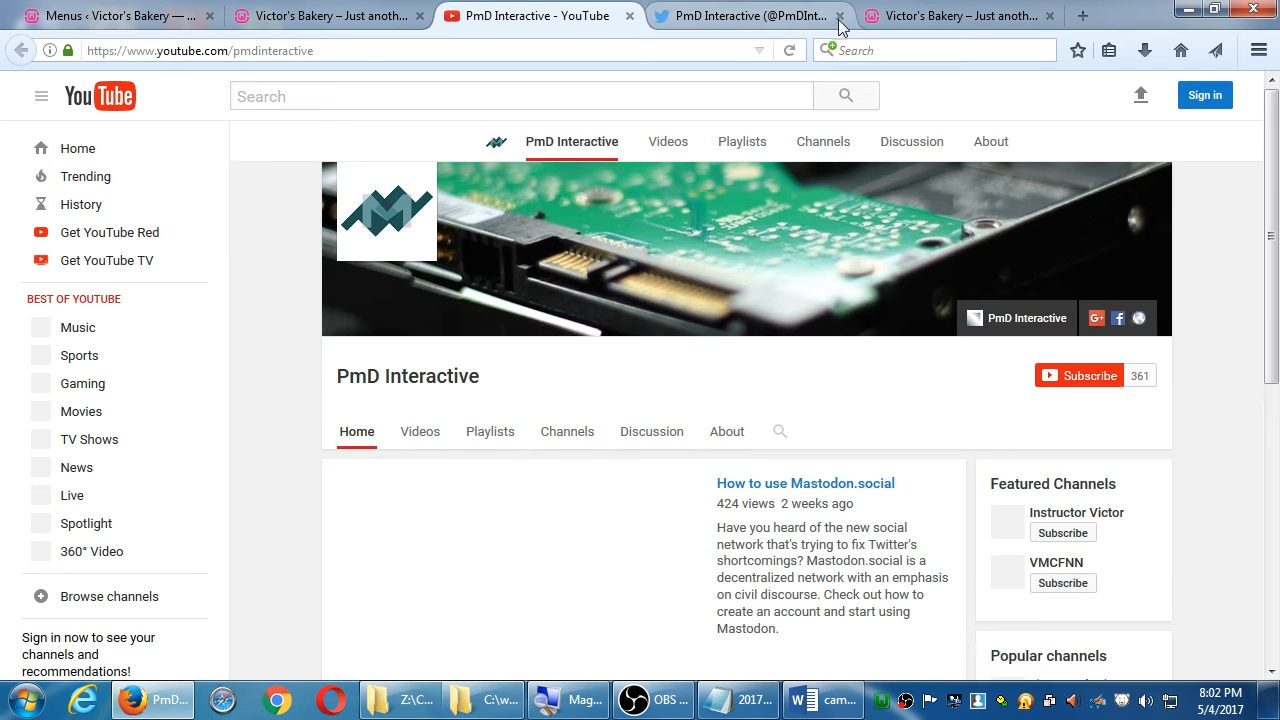 Menus ‹ Victor's Bakery — ...
Victor's Bakery – Just anoth...
PmD Interactive - YouTube
PmD Interactive (@PmDInt...
Victor's Bakery – Just anoth...
https://www.youtube.com/pmdinteractive
Search
YouTube
Search
Sign in
PmD Interactive
Videos
Playlists
Channels
Discussion
About
Home
Trending
History
Get YouTube Red
Get YouTube TV
BEST OF YOUTUBE
Music
Sports
Gaming
Movies
TV Shows
News
Live
Spotlight
360° Video
Browse channels
Sign in now to see your
channels and
recommendations!
M
PmD Interactive
G+
PmD Interactive
Subscribe 361
Home
Videos
Playlists
Channels
Discussion
About
How to use Mastodon.social
424 views 2 weeks ago
Have you heard of the new social
network that's trying to fix Twitter's
shortcomings? Mastodon.social is a
decentralized network with an emphasis
on civil discourse. Check out how to
create an account and start using
Mastodon.
Featured Channels
Instructor Victor
Subscribe
VMCFNN
Subscribe
Popular channels
PmD...
Z:\C...
C:\w...
Mag...
OBS ...
2017...
cam...
8:02 PM
5/4/2017